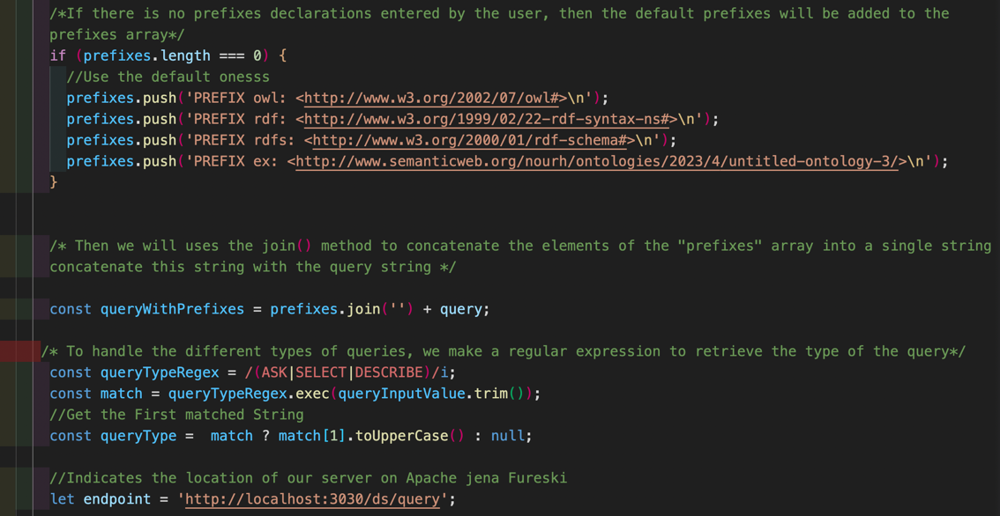 /*If there is no prefixes declarations entered by the user, then the default prefixes will be added to the
prefixes array*/
if (prefixes.length === 0) {
//Use the default onesss
prefixes.push('PREFIX owl: <http://www.w3.org/2002/07/owl#>\n');
prefixes.push('PREFIX rdf: <http://www.w3.org/1999/02/22-rdf-syntax-ns#>\n');
prefixes.push('PREFIX rdfs: <http://www.w3.org/2000/01/rdf-schema#>\n');
prefixes.push('PREFIX ex: <http://www.semanticweb.org/nourh/ontologies/2023/4/untitled-ontology-3/>\n');
}
/* Then we will uses the join() method to concatenate the elements of the "prefixes" array into a single string
concatenate this string with the query string */
const queryWithPrefixes = prefixes.join('') + query;
/* To handle the different types of queries, we make a regular expression to retrieve the type of the query*/
const queryTypeRegex = /(ASK|SELECT|DESCRIBE)/i;
const match = queryTypeRegex.exec(queryInputValue.trim());
//Get the First matched String
const queryType =  match ? match[1].toUpperCase() : null;
//Indicates the location of our server on Apache jena Fureski
let endpoint = 'http://localhost:3030/ds/query';